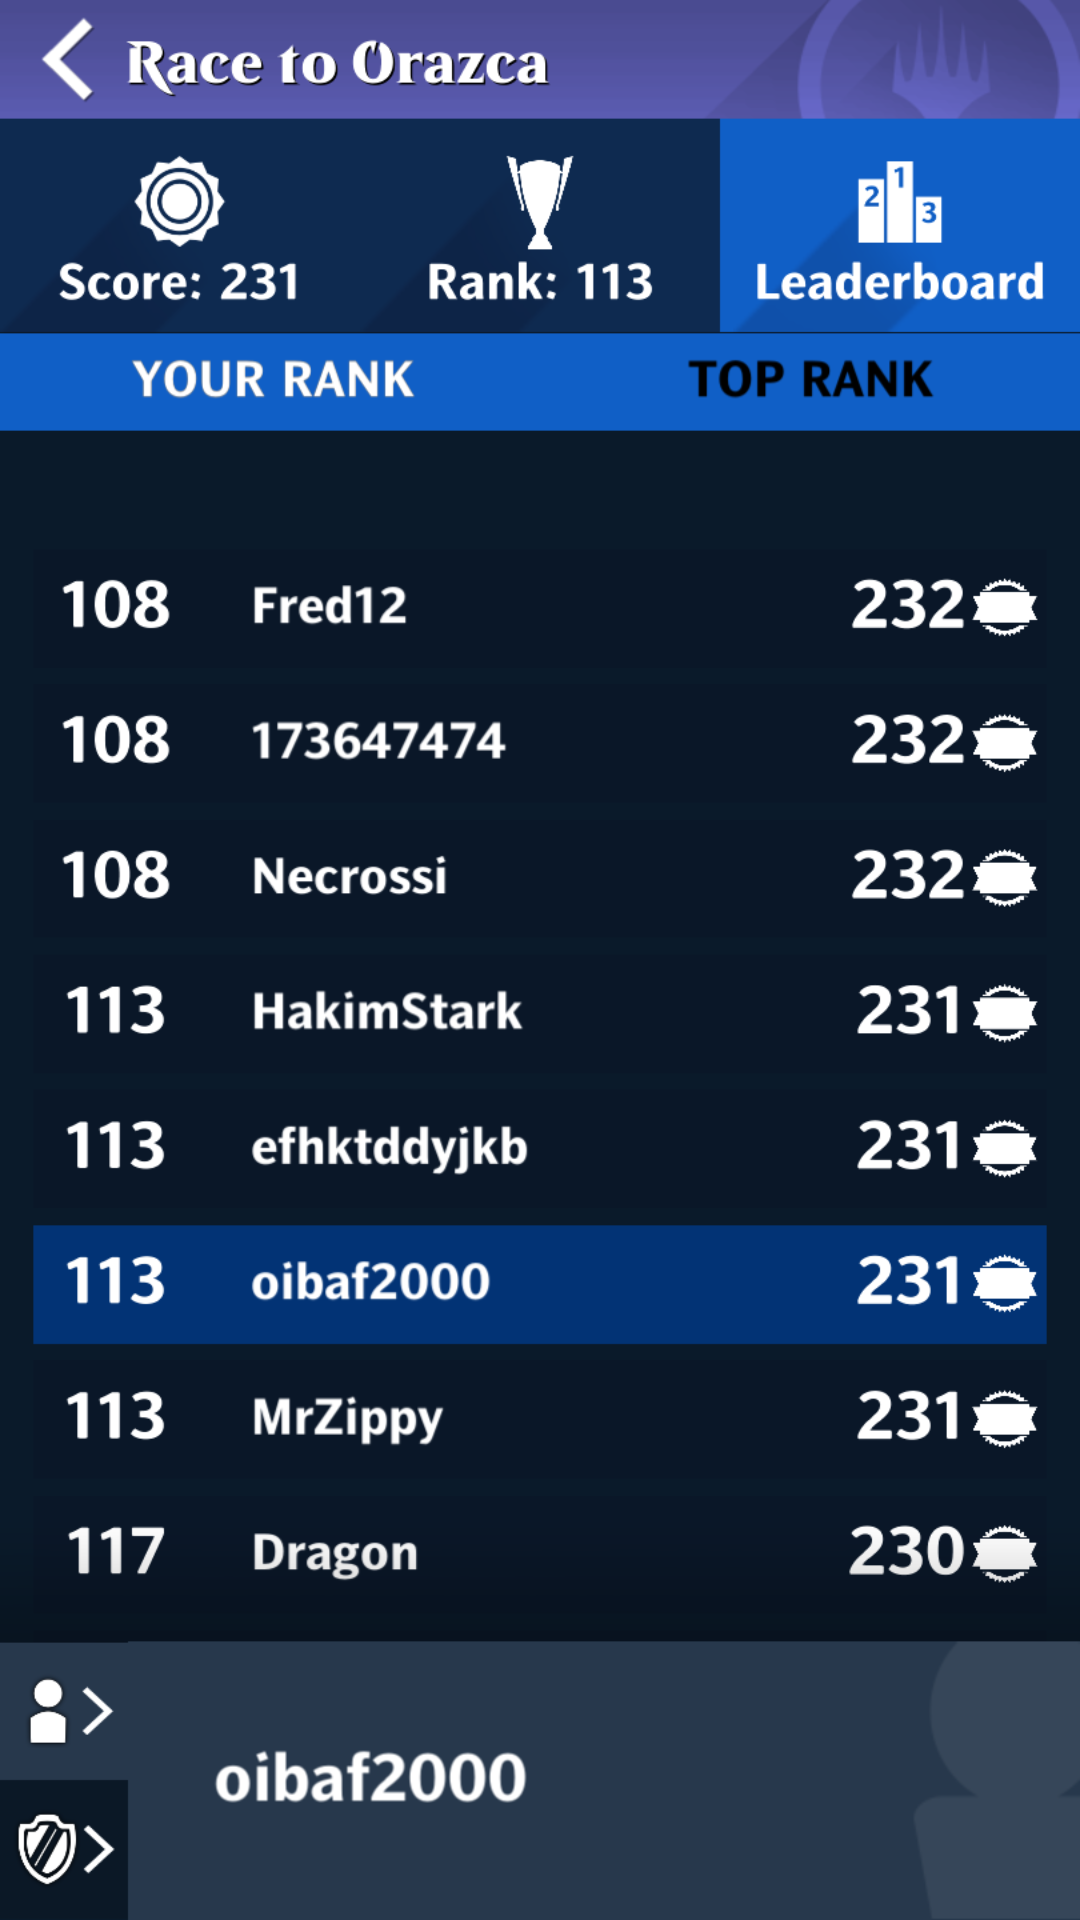 Race to Orazca
Score: 231
Rank: 113
2 1 3
Leaderboard
YOUR RANK
TOP RANK
108 Fred12 232
108 173647474 232
108 Necrossi 232
113 HakimStark 231
113 efhktddyjkb 231
113 oibaf2000 231
113 MrZippy 231
117 Dragon 230
oibaf2000